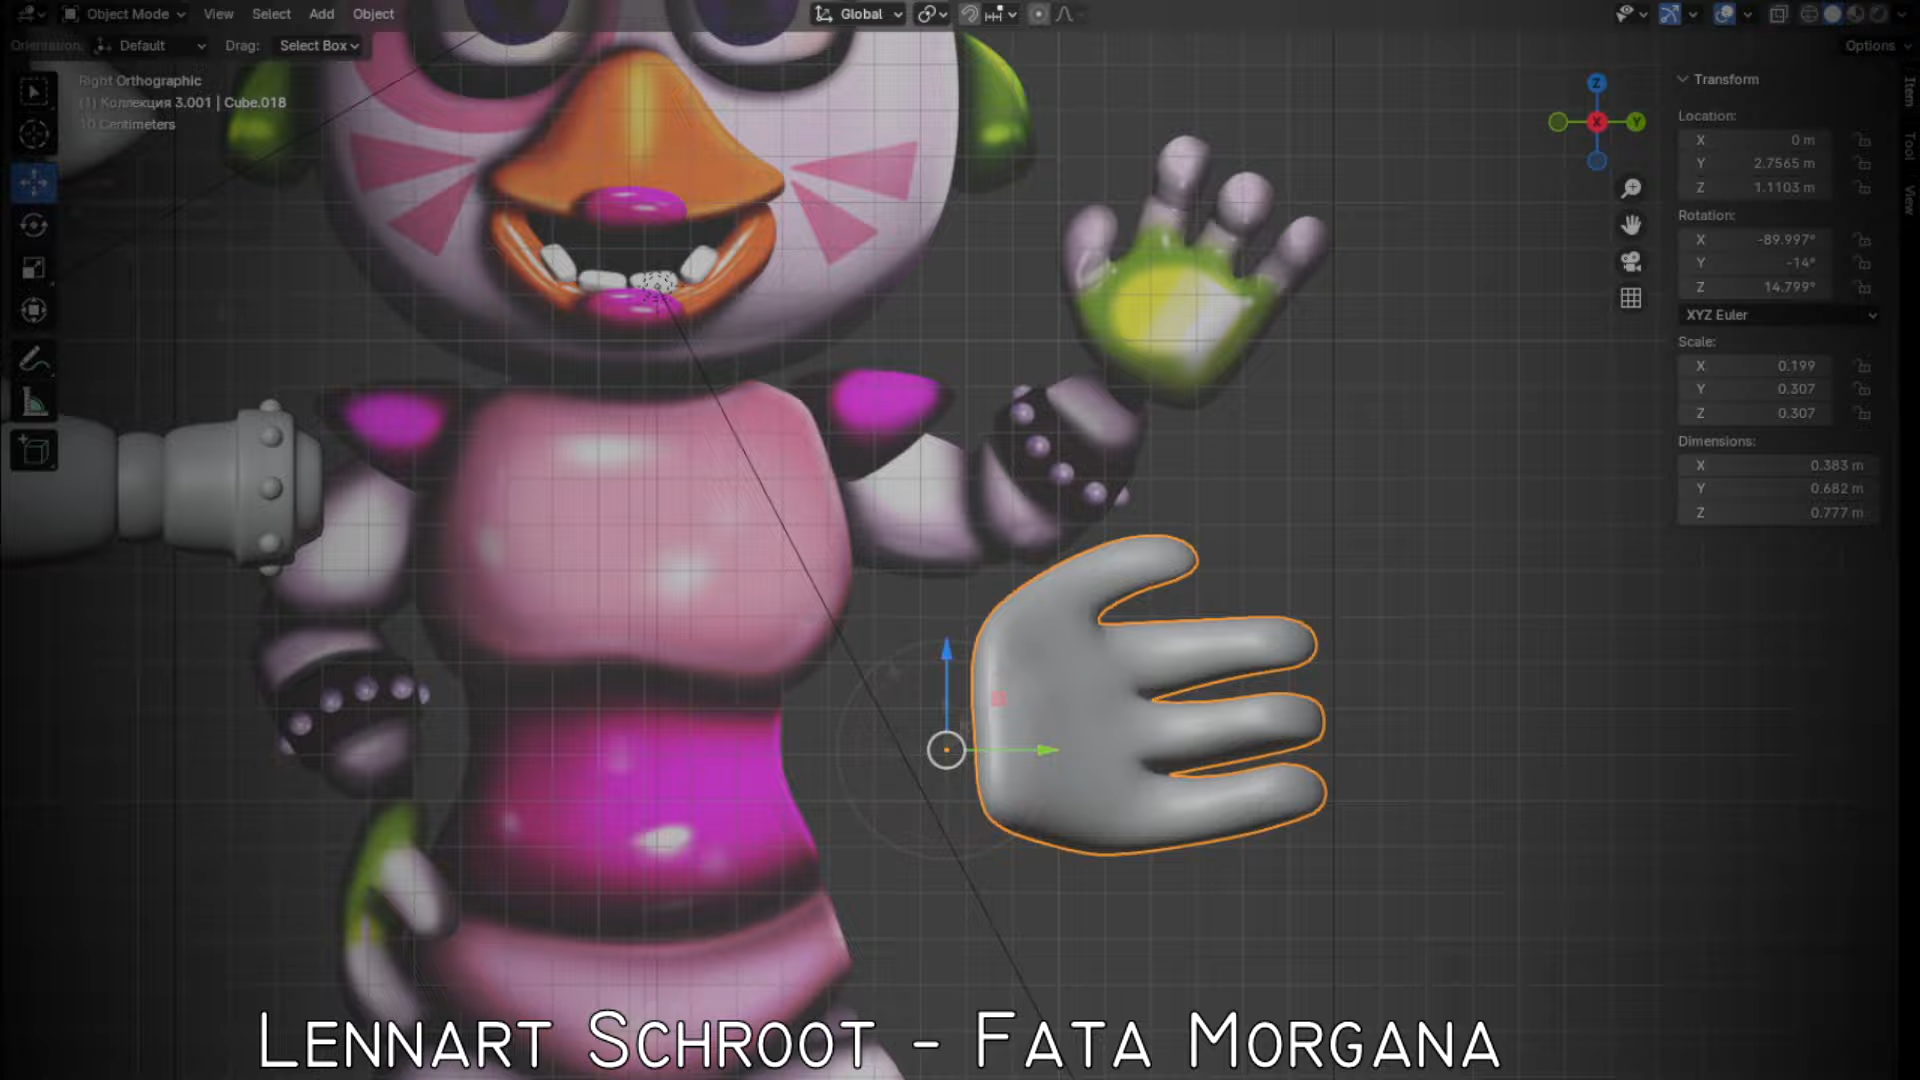 Object Mode View Select Add Object Global
Orientation: Default Drag: Select Box Options
Right Orthographic
(1) Коллекция 3.001 | Cube.018
10 Centimeters
Z
X
Y
Transform
Location:
X 0 m
Y 2.7565 m
Z 1.1103 m
Rotation:
X -89.997°
Y -14°
Z 14.799°
XYZ Euler
Scale:
X 0.199
Y 0.307
Z 0.307
Dimensions:
X 0.383 m
Y 0.682 m
Z 0.777 m
Item
Tool
View
LENNART SCHROOT - FATA MORGANA